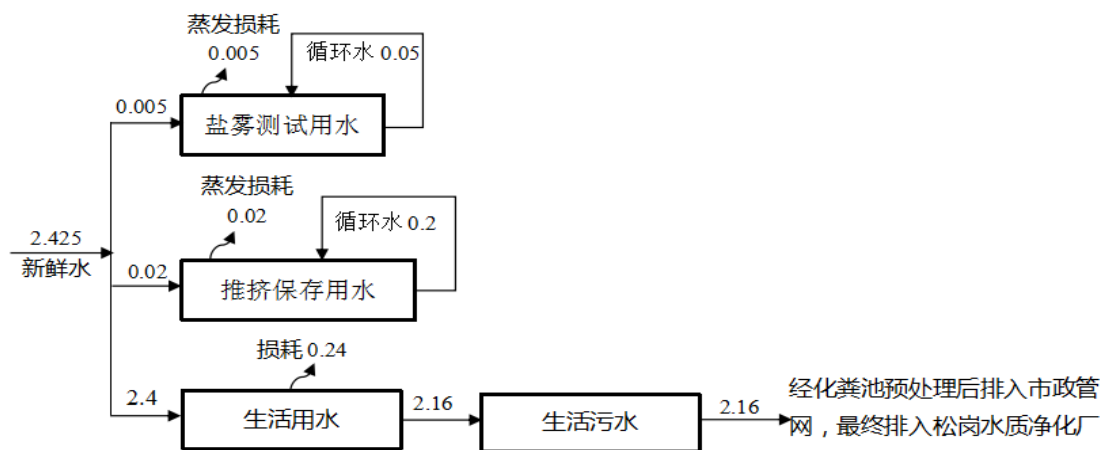 蒸发损耗
0.005
循环水 0.05
0.005
盐雾测试用水
蒸发损耗
0.02
循环水 0.2
2.425
新鲜水
0.02
推挤保存用水
损耗 0.24
2.4
生活用水
2.16
生活污水
2.16
经化粪池预处理后排入市政管
网，最终排入松岗水质净化厂